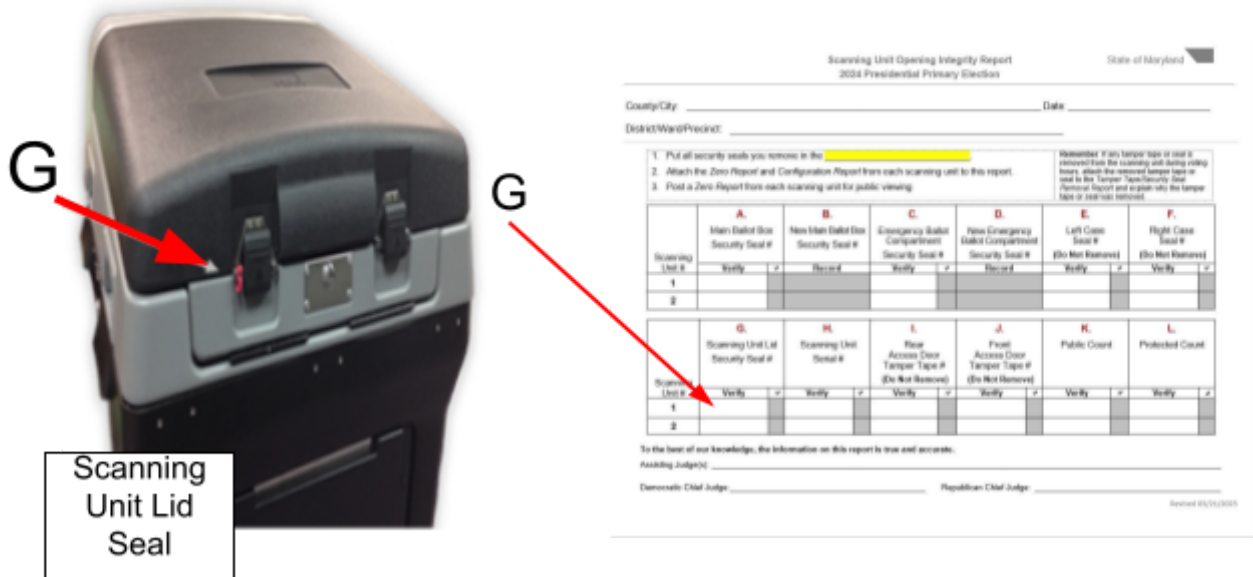 G
Scanning
Unit Lid
Seal
G
Scanning Unit Opening Integrity Report
2024 Presidential Primary Election
State of Maryland
County/City:
Date:
District/Ward/Precinct:
1. Put all security seals you remove in the
2. Attach the Zero Report and Configuration Report from each scanning unit to this report.
3. Post a Zero Report from each scanning unit for public viewing.
Remember: If any tamper tape or seal is
removed from the scanning unit during voting
hours, attach the removed tamper tape or
seal to the Tamper Tape/Security Seal
Removal Report and explain why the tamper
tape or seal was removed.
A. B. C. D. E. F.
Main Ballot Box New Main Ballot Box Emergency Ballot New Emergency Left Case Right Case
Security Seal # Security Seal # Compartment Ballot Compartment Seal # Seal #
Security Seal # Security Seal # (Do Not Remove) (Do Not Remove)
Scanning
Unit # Verify Record Verify Record Verify Verify
1
2
G. H. I. J. K. L.
Scanning Unit Lid Scanning Unit Rear Front Public Count Protected Count
Security Seal # Serial # Access Door Access Door
Tamper Tape # Tamper Tape #
(Do Not Remove) (Do Not Remove)
Scanning
Unit # Verify Verify Verify Verify Verify Verify
1
2
To the best of our knowledge, the information on this report is true and accurate.
Assisting Judge(s):
Democratic Chief Judge: Republican Chief Judge: